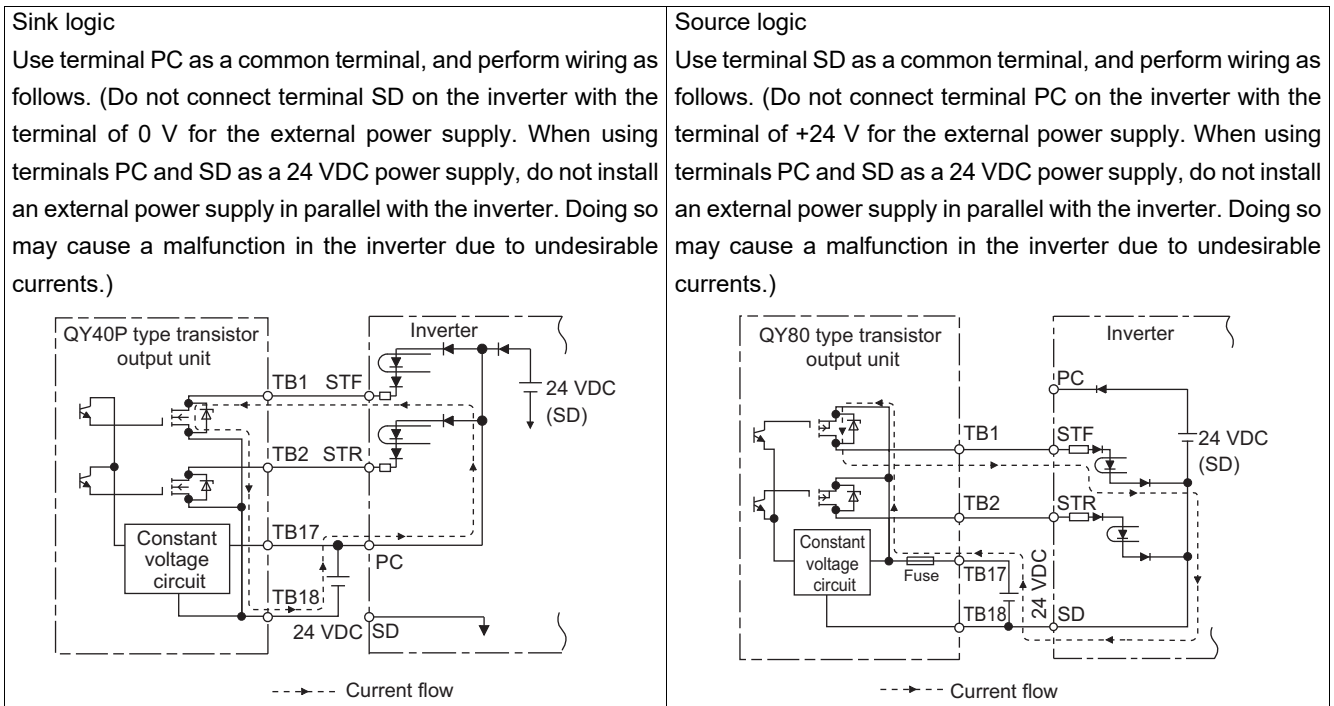 Sink logic
Use terminal PC as a common terminal, and perform wiring as
follows. (Do not connect terminal SD on the inverter with the
terminal of 0 V for the external power supply. When using
terminals PC and SD as a 24 VDC power supply, do not install
an external power supply in parallel with the inverter. Doing so
may cause a malfunction in the inverter due to undesirable
currents.)
QY40P type transistor
output unit
Inverter
TB1 STF
24 VDC
(SD)
TB2 STR
Constant
voltage
circuit
TB17
PC
TB18
24 VDC
SD
Current flow
Source logic
Use terminal SD as a common terminal, and perform wiring as
follows. (Do not connect terminal PC on the inverter with the
terminal of +24 V for the external power supply. When using
terminals PC and SD as a 24 VDC power supply, do not install
an external power supply in parallel with the inverter. Doing so
may cause a malfunction in the inverter due to undesirable
currents.)
QY80 type transistor
output unit
Inverter
PC
TB1
STF
24 VDC
(SD)
TB2
STR
Constant
voltage
circuit
Fuse
TB17
24 VDC
TB18
SD
Current flow